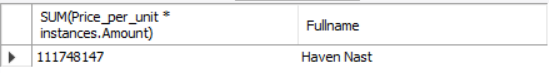 SUM(Price_per_unit *
instances.Amount)
Fullname
111748147
Haven Nast